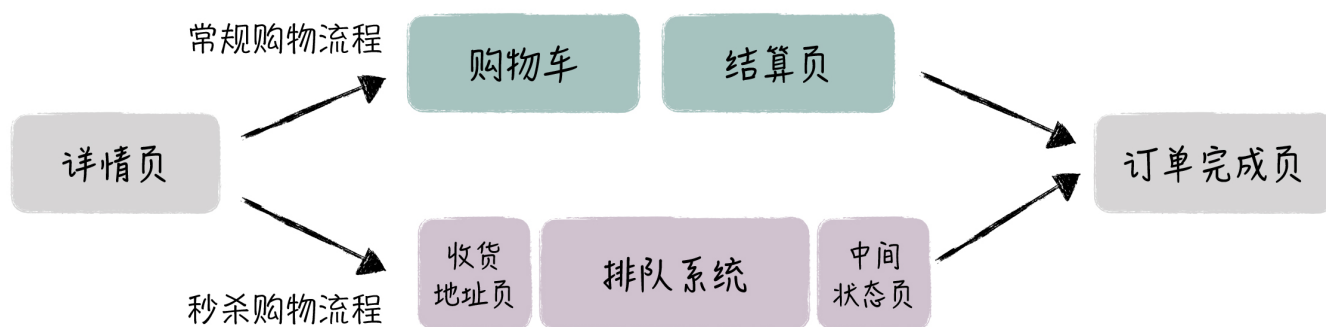 常规购物流程
购物车
结算页
详情页
订单完成页
收货
地址页
排队系统
中间
状态页
秒杀购物流程